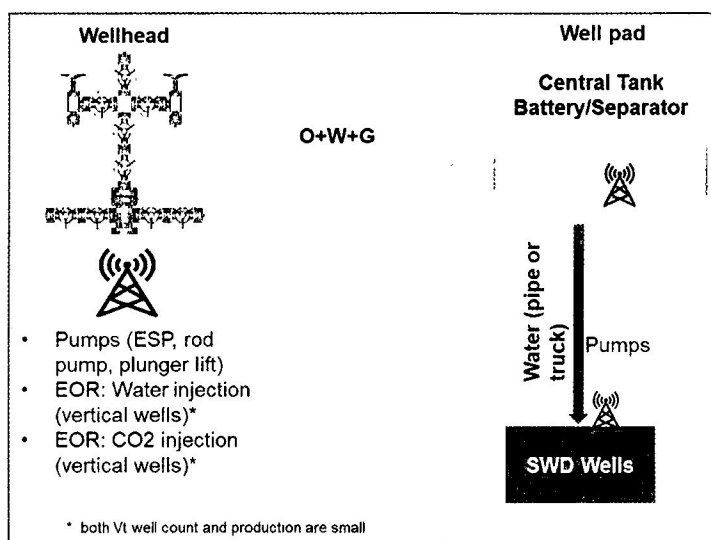 Wellhead
O+W+G
• Pumps (ESP, rod
pump, plunger lift)
• EOR: Water injection
(vertical wells)*
• EOR: CO2 injection
(vertical wells)*
* both Vt well count and production are small
Well pad
Central Tank
Battery/Separator
Water (pipe or
truck)
Pumps
SWD Wells